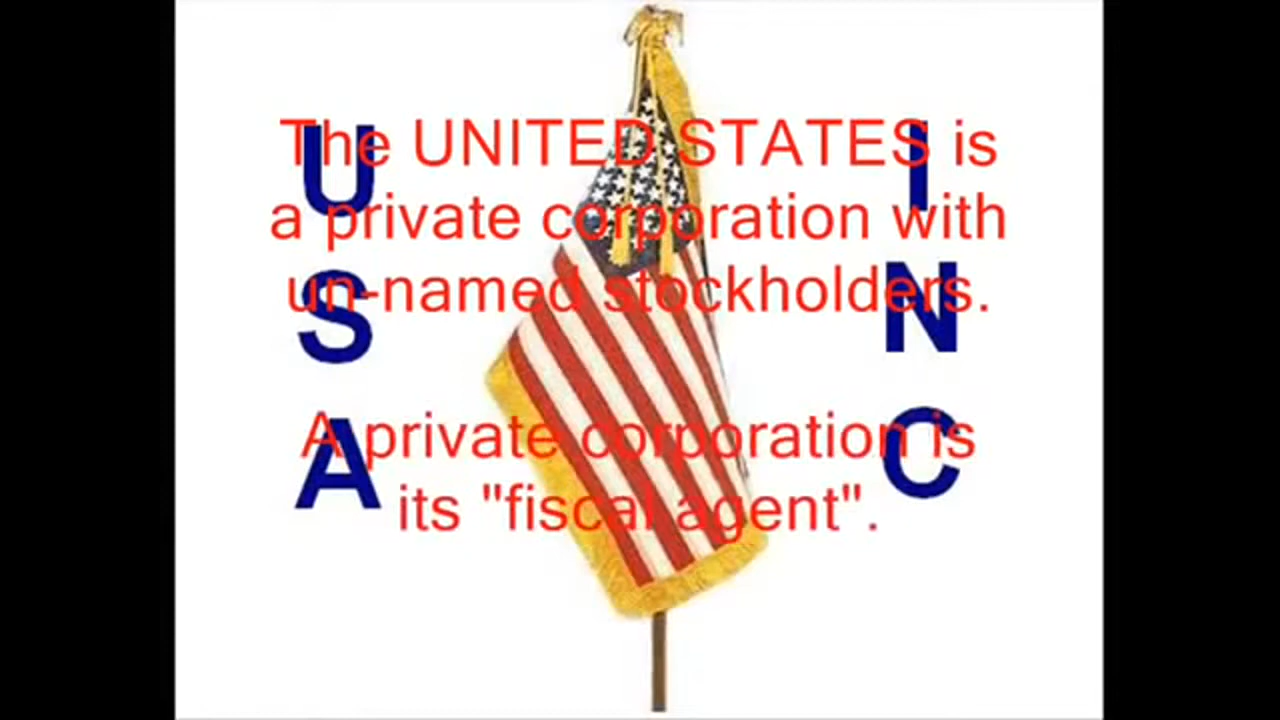 The UNITED STATES is
a private corporation with
un-named stockholders.
A private corporation is
its "fiscal agent".
U
S
A
I
N
C